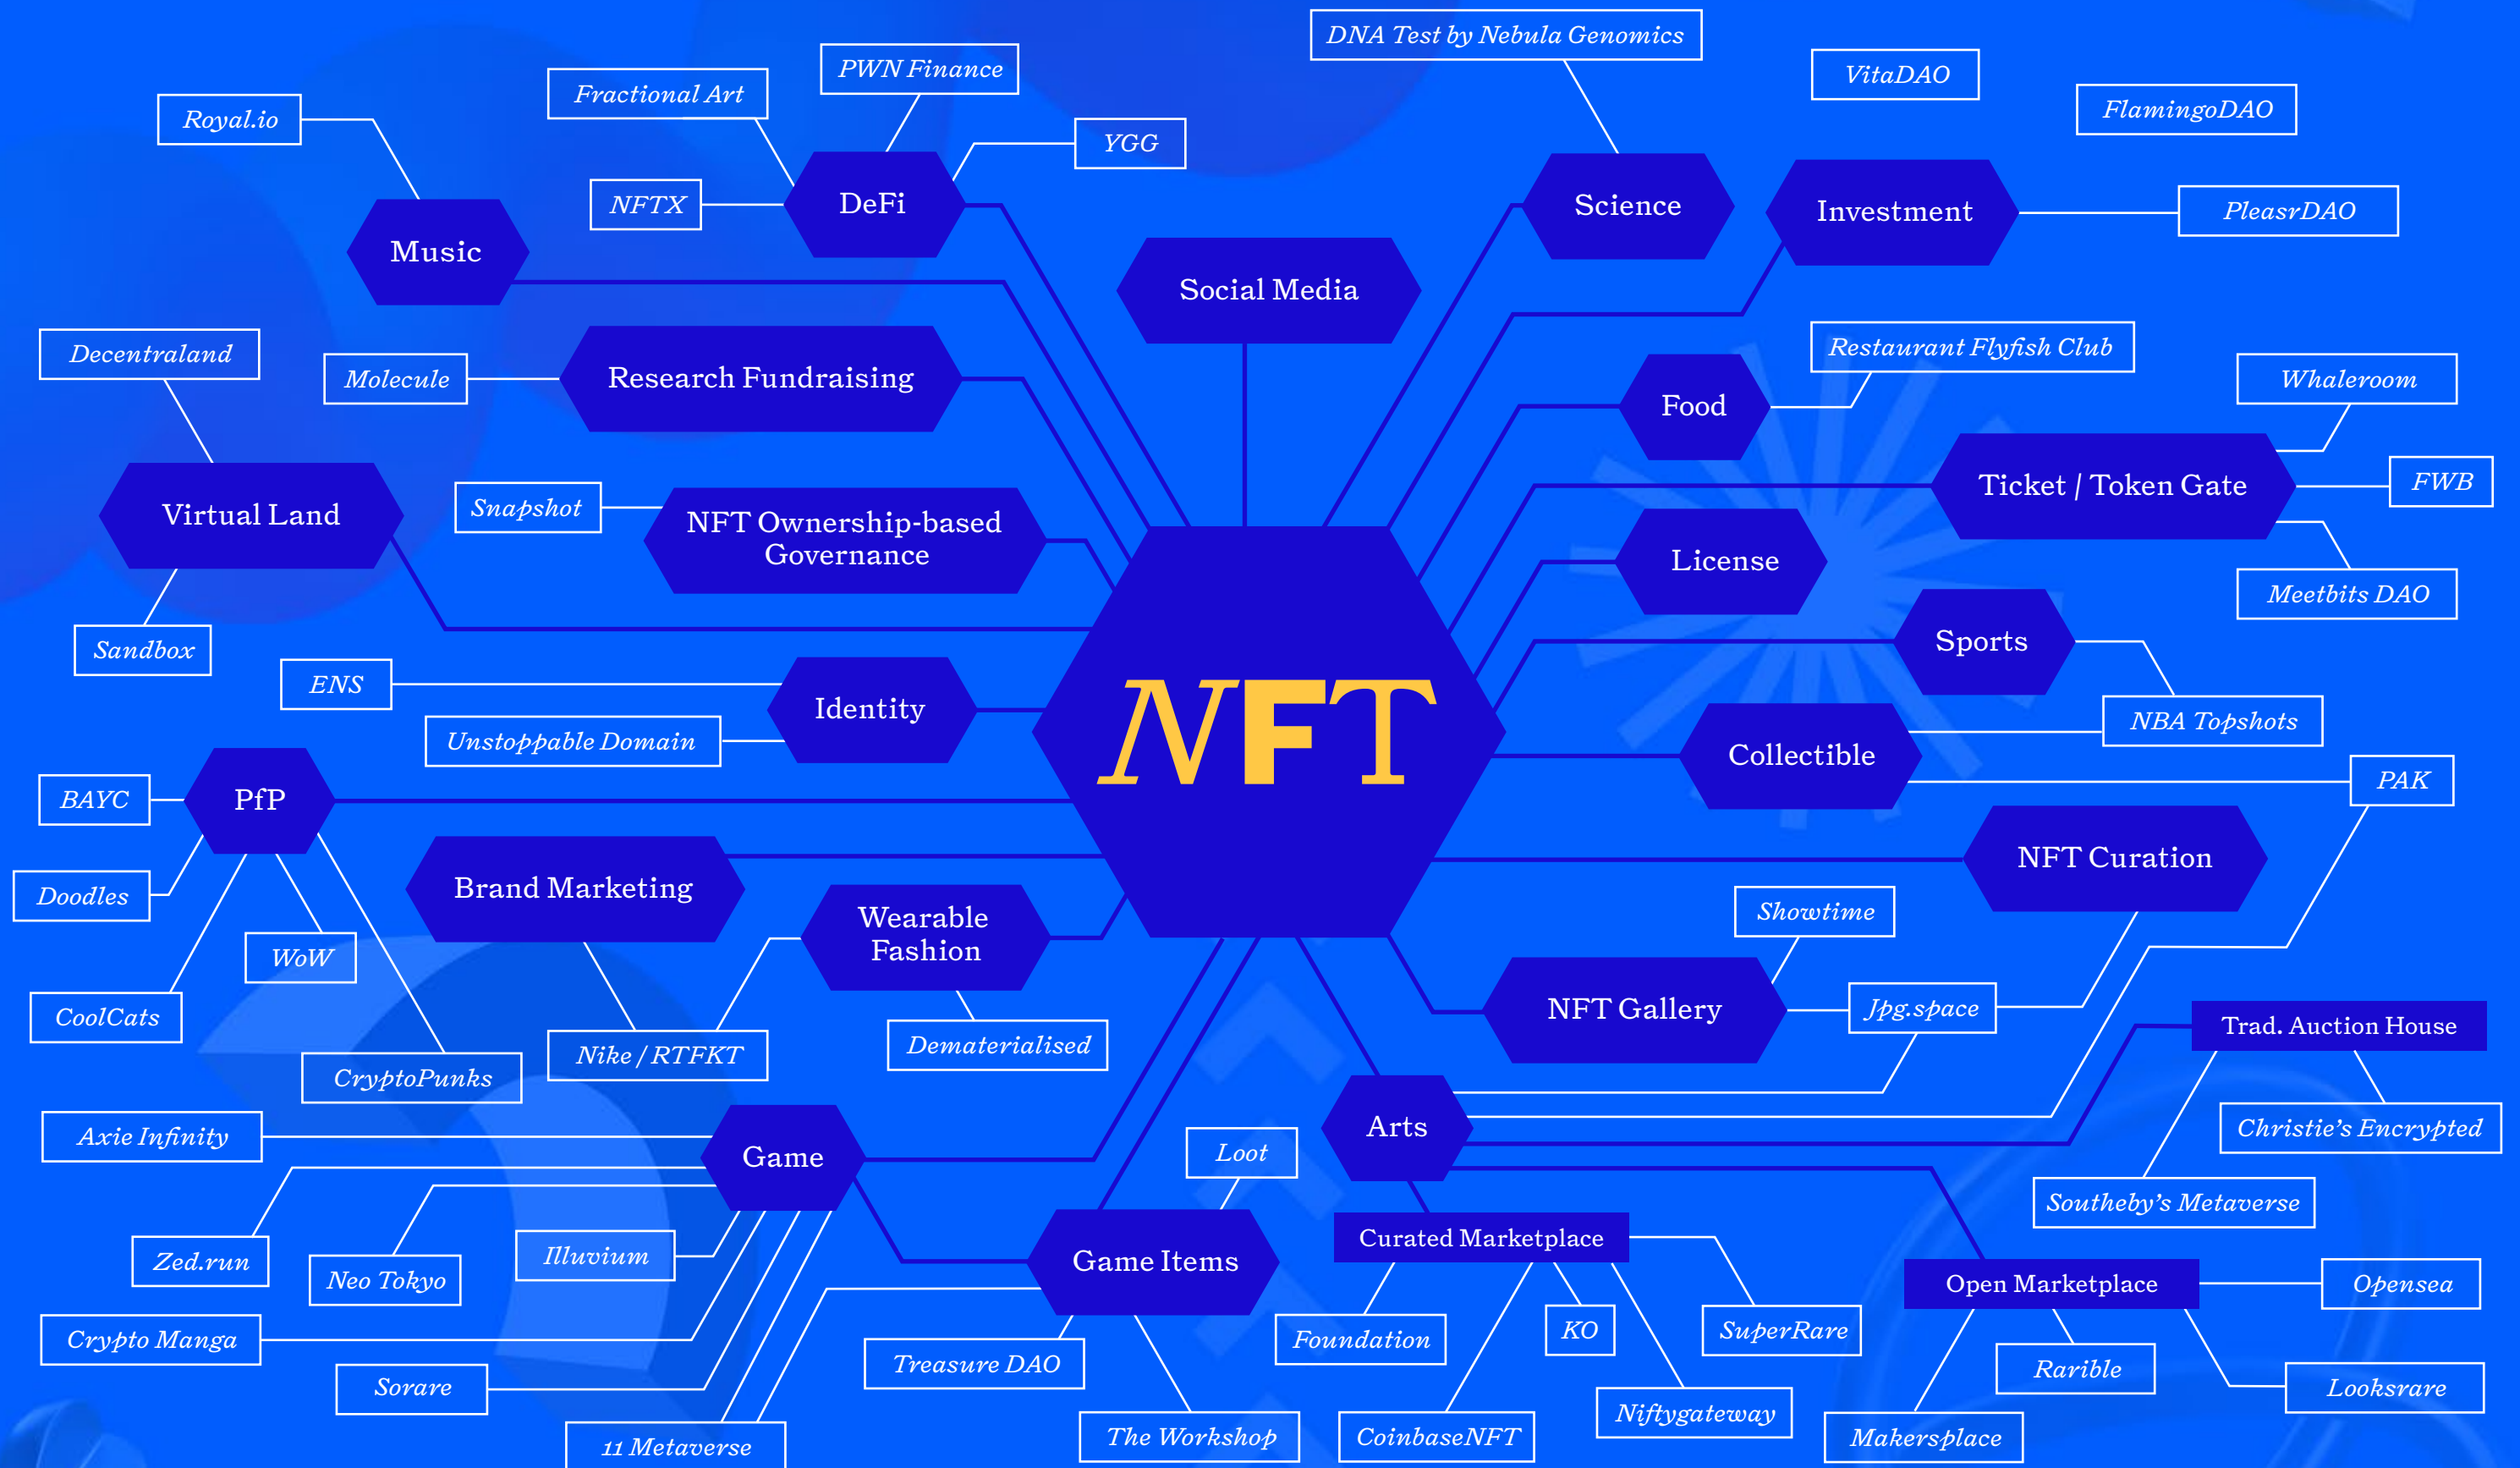 DNA Test by Nebula Genomics
PWN Finance
VitaDAO
Fractional Art
FlamingoDAO
Royal.io
YGG
NFTX
DeFi
Science
Investment
PleasrDAO
Music
Social Media
Restaurant Flyfish Club
Decentraland
Molecule
Research Fundraising
Food
Whaleroom
Ticket / Token Gate
FWB
Virtual Land
Snapshot
NFT Ownership-based
Governance
License
Meetbits DAO
Sandbox
Sports
ENS
Identity
Unstoppable Domain
NFT
NBA Topshots
Collectible
PAK
BAYC
PfP
NFT Curation
Brand Marketing
Doodles
Wearable
Fashion
Showtime
WoW
NFT Gallery
Jpg.space
CoolCats
Trad. Auction House
Nike / RTFKT
Dematerialised
CryptoPunks
Axie Infinity
Arts
Christie's Encrypted
Game
Loot
Southeby's Metaverse
Zed.run
Illuvium
Neo Tokyo
Game Items
Curated Marketplace
Open Marketplace
Opensea
Crypto Manga
Foundation
KO
SuperRare
Treasure DAO
Rarible
Sorare
Looksrare
Niftygateway
11 Metaverse
The Workshop
CoinbaseNFT
Makersplace